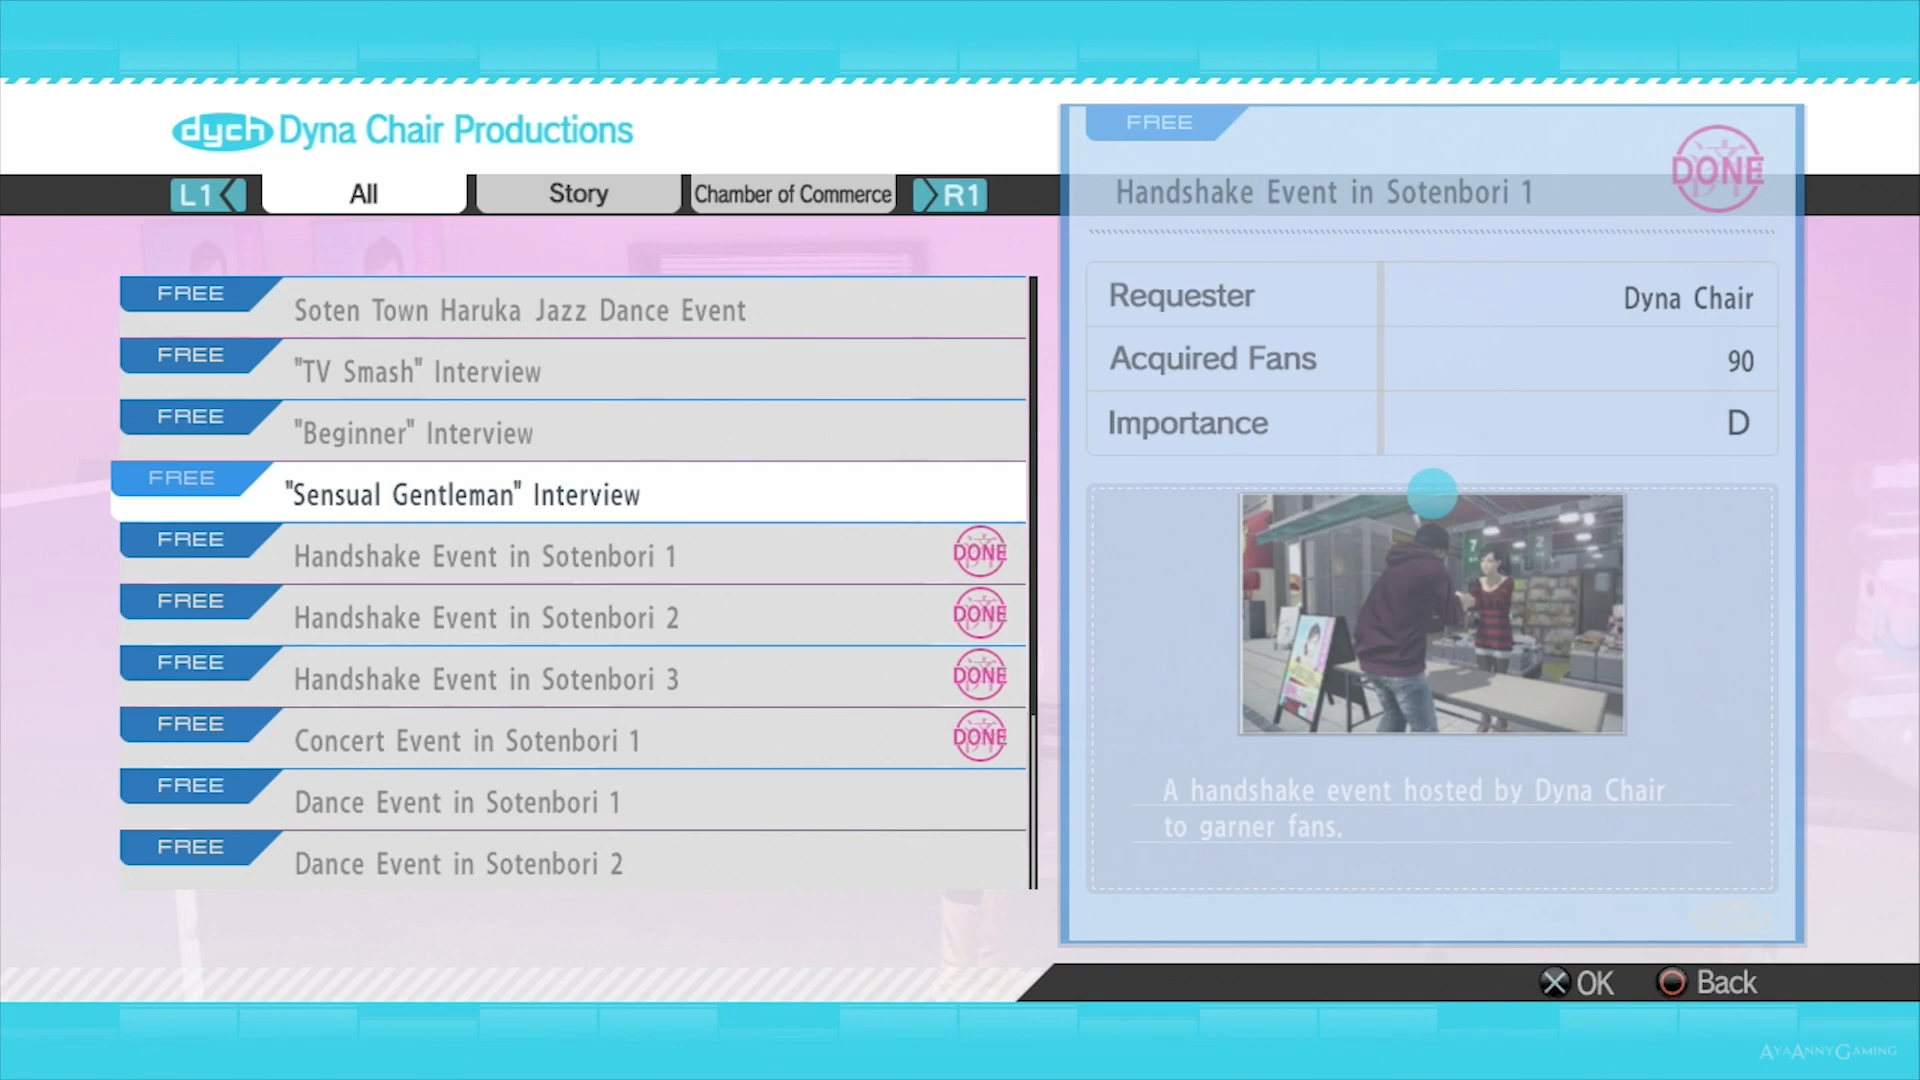 dych Dyna Chair Productions
L1 All Story Chamber of Commerce R1
FREE Soten Town Haruka Jazz Dance Event
FREE "TV Smash" Interview
FREE "Beginner" Interview
FREE "Sensual Gentleman" Interview
FREE Handshake Event in Sotenbori 1 DONE
FREE Handshake Event in Sotenbori 2 DONE
FREE Handshake Event in Sotenbori 3 DONE
FREE Concert Event in Sotenbori 1 DONE
FREE Dance Event in Sotenbori 1
FREE Dance Event in Sotenbori 2
FREE
Handshake Event in Sotenbori 1 DONE
Requester Dyna Chair
Acquired Fans 90
Importance D
7 2
A handshake event hosted by Dyna Chair
to garner fans.
OK Back
AyaAnnyGaming